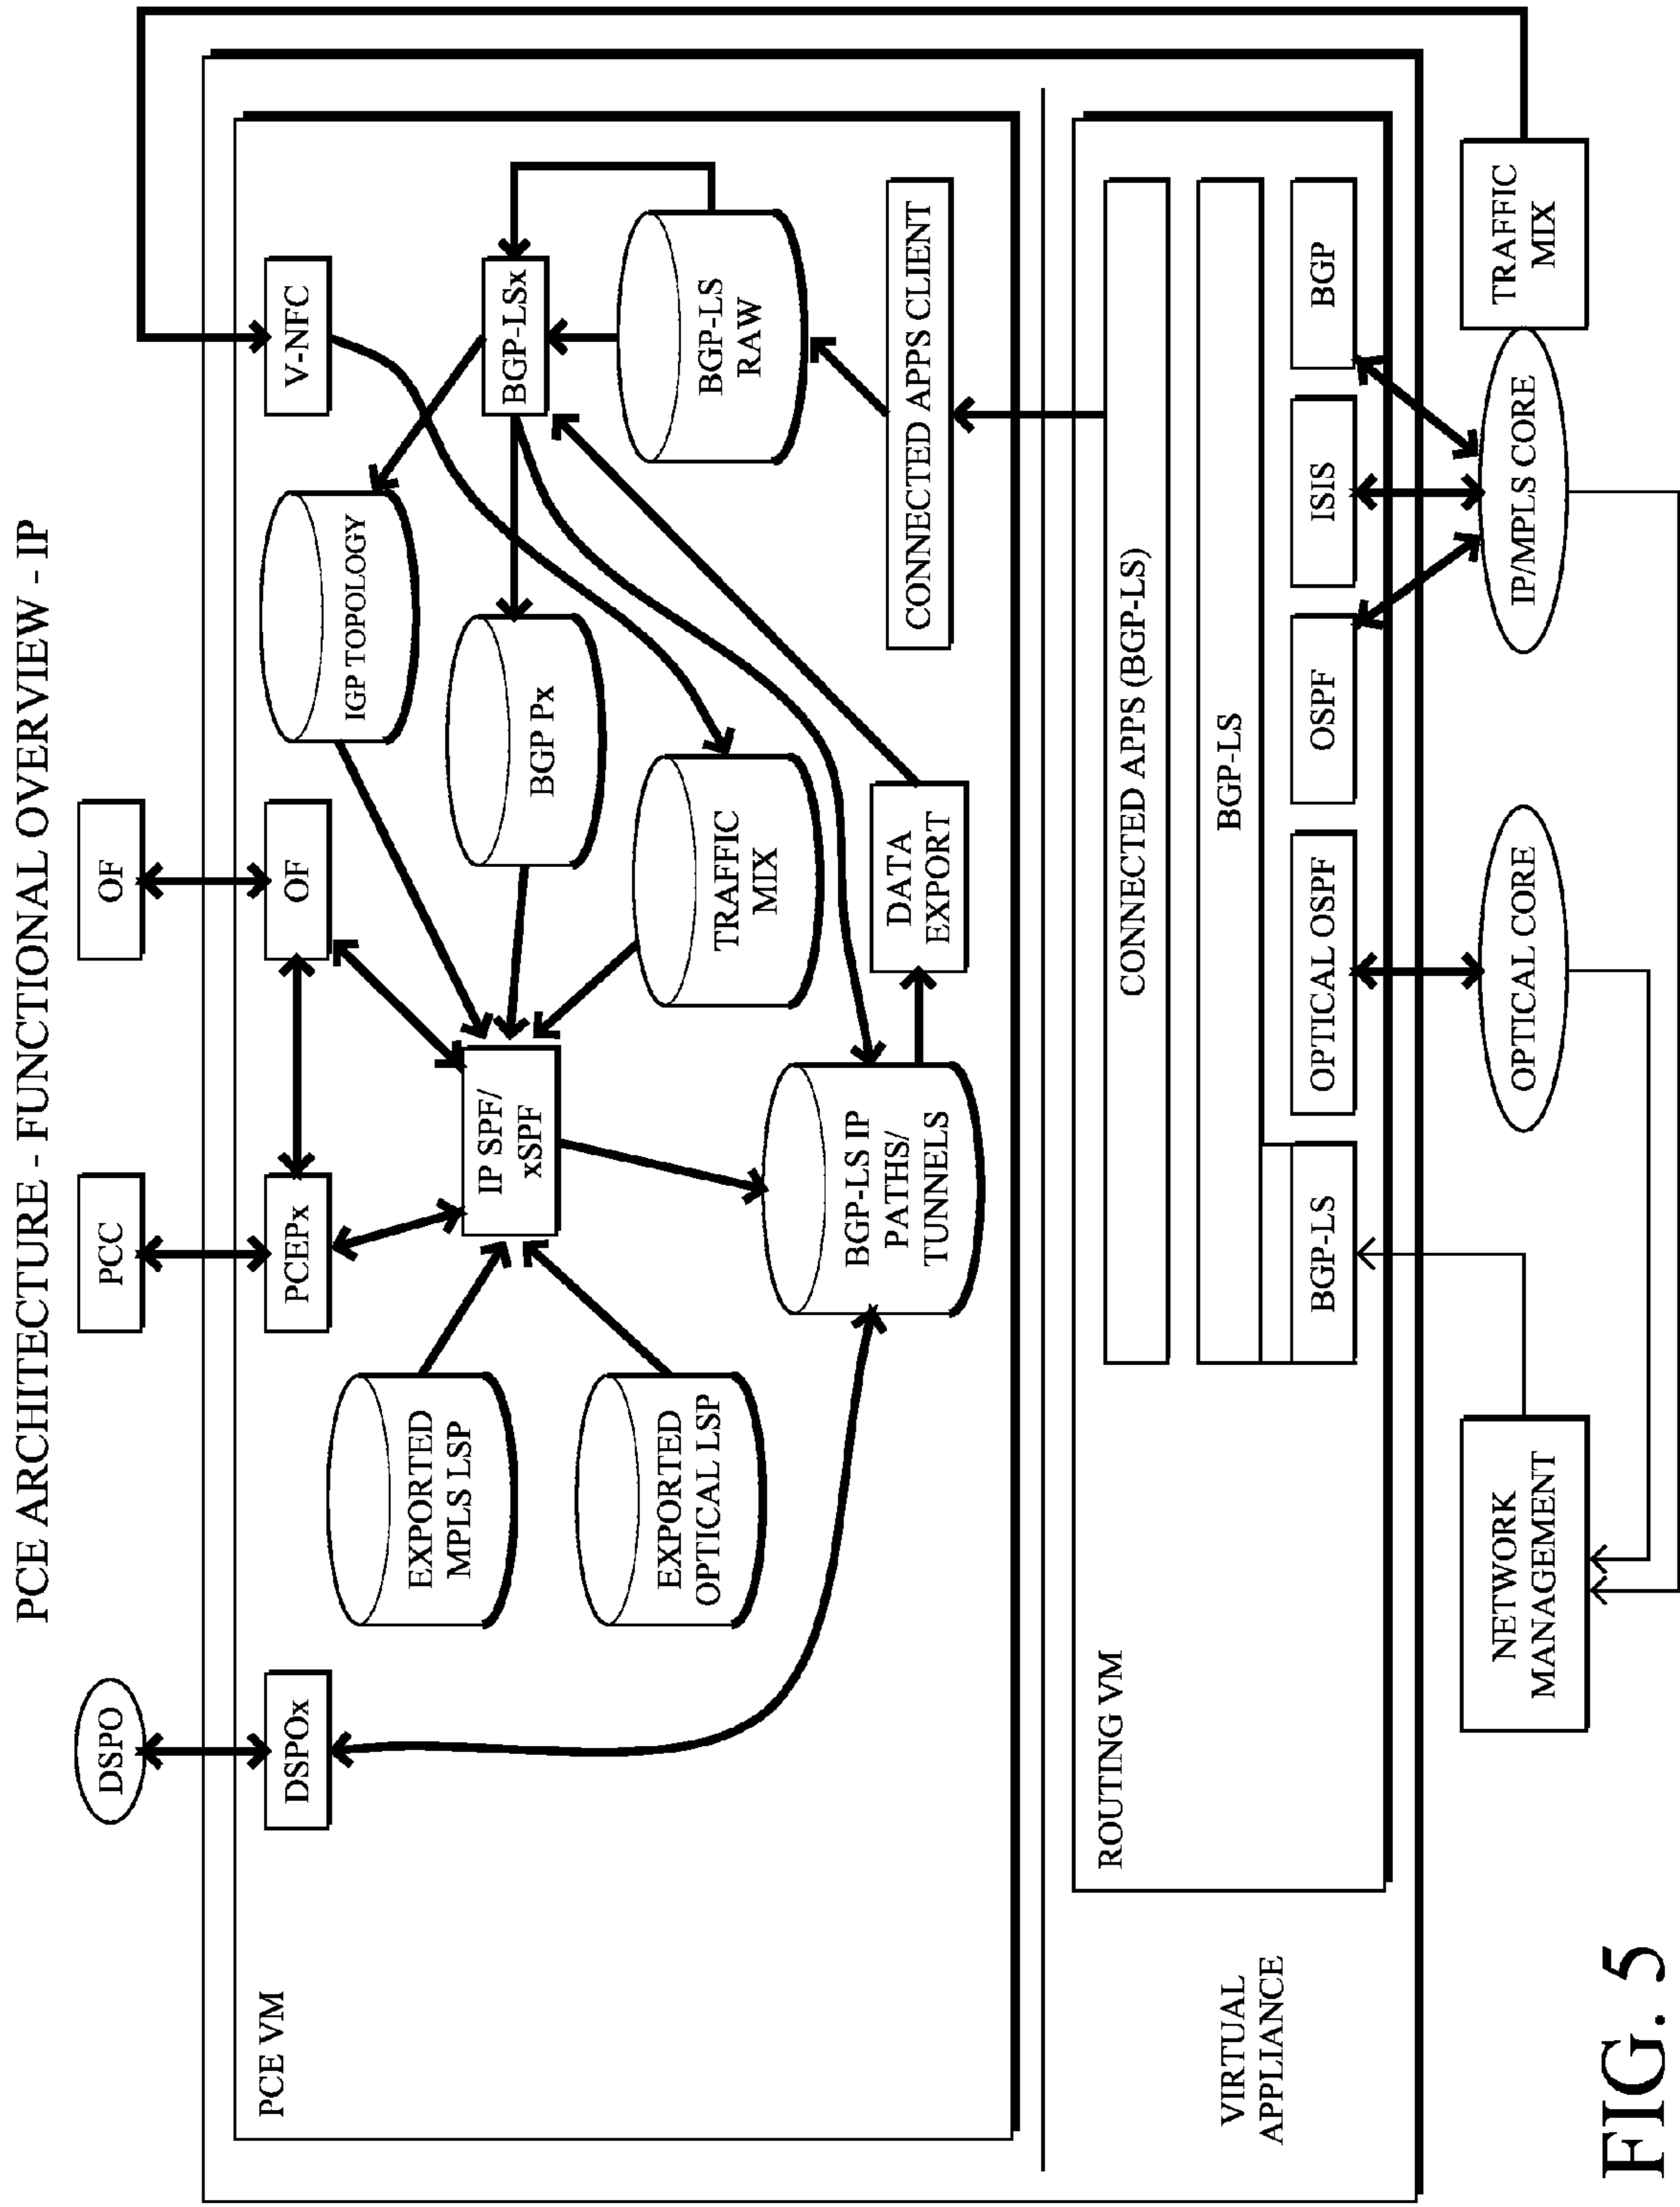 PCE ARCHITECTURE - FUNCTIONAL OVERVIEW - IP
DSPO
PCC
OF
PCE VM
DSPOx
PCEPx
OF
V-NFC
EXPORTED
MPLS LSP
IGP TOPOLOGY
EXPORTED
OPTICAL LSP
IP SPF/
xSPF
BGP Px
BGP-LSx
TRAFFIC
MIX
BGP-LS
RAW
BGP-LS IP
PATHS/
TUNNELS
DATA
EXPORT
CONNECTED APPS CLIENT
ROUTING VM
CONNECTED APPS (BGP-LS)
BGP-LS
VIRTUAL
APPLIANCE
BGP-LS
OPTICAL OSPF
OSPF
ISIS
BGP
NETWORK
MANAGEMENT
OPTICAL CORE
IP/MPLS CORE
TRAFFIC
MIX
FIG. 5